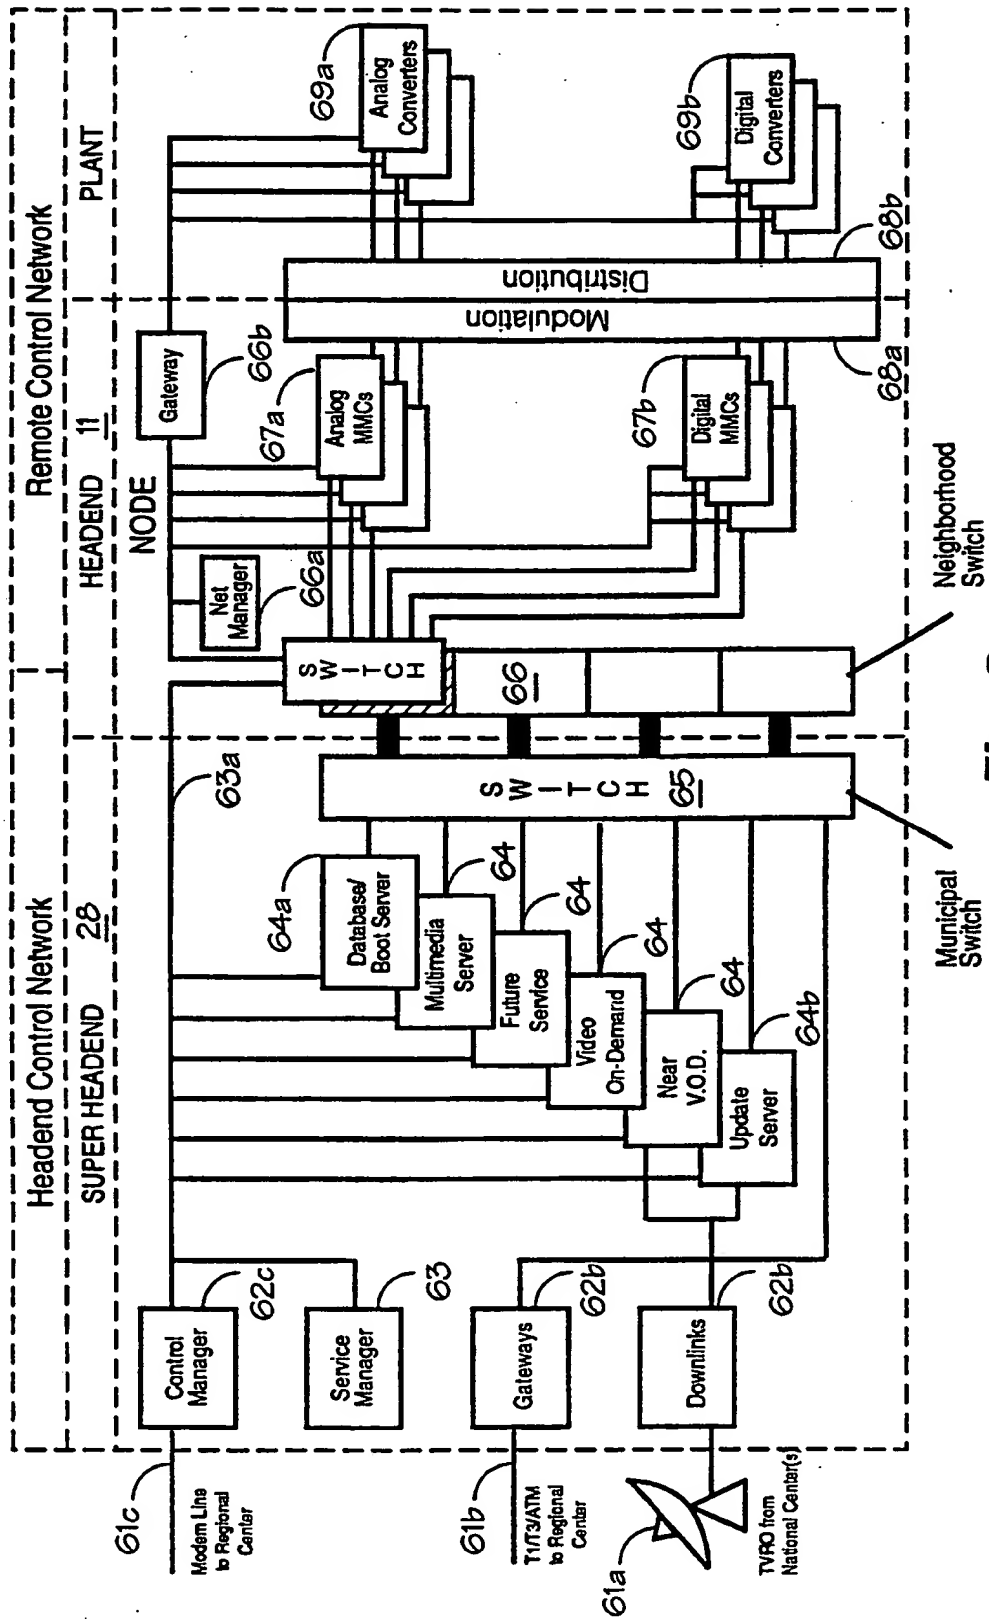 Headend Control Network
Remote Control Network
SUPER HEADEND
28
HEADEND
11
PLANT
NODE
61c
Modem Line
to Regional
Center
Control
Manager
62c
Service
Manager
63
61b
T1/T3/ATM
to Regional
Center
Gateways
62b
61a
TVRO from
National Center(s)
Downlinks
62b
63a
64a
Database/
Boot Server
Multimedia
Server
64
Future
Service
64
Video
On-Demand
64
Near
V.O.D.
64
Update
Server
64b
SWITCH
65
Municipal
Switch
SWITCH
66
Neighborhood
Switch
Net
Manager
66a
Gateway
66b
67a
Analog
MMCs
67b
Digital
MMCs
Modulation
68a
Distribution
68b
69a
Analog
Converters
69b
Digital
Converters